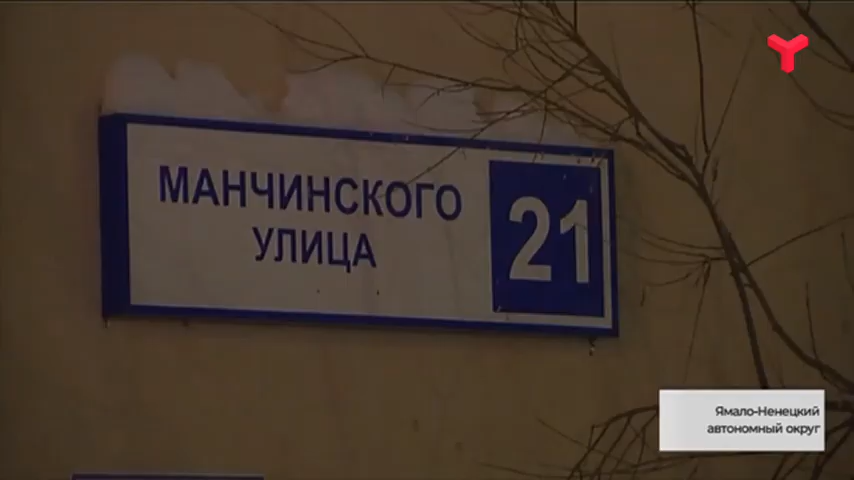 МАНЧИНСКОГО
УЛИЦА
21
Ямало-Ненецкий
автономный округ